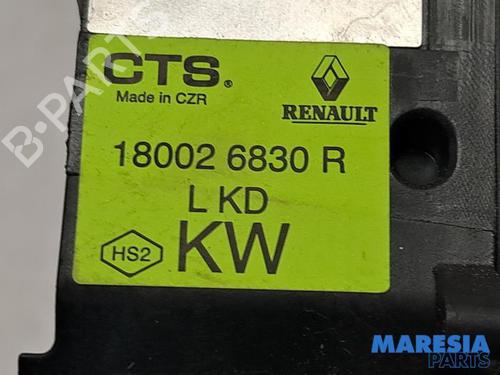 CTS®
Made in CZR
RENAULT
18002 6830 R
L KD
HS2
KW
B-PARTS
MARESIA
PARTS